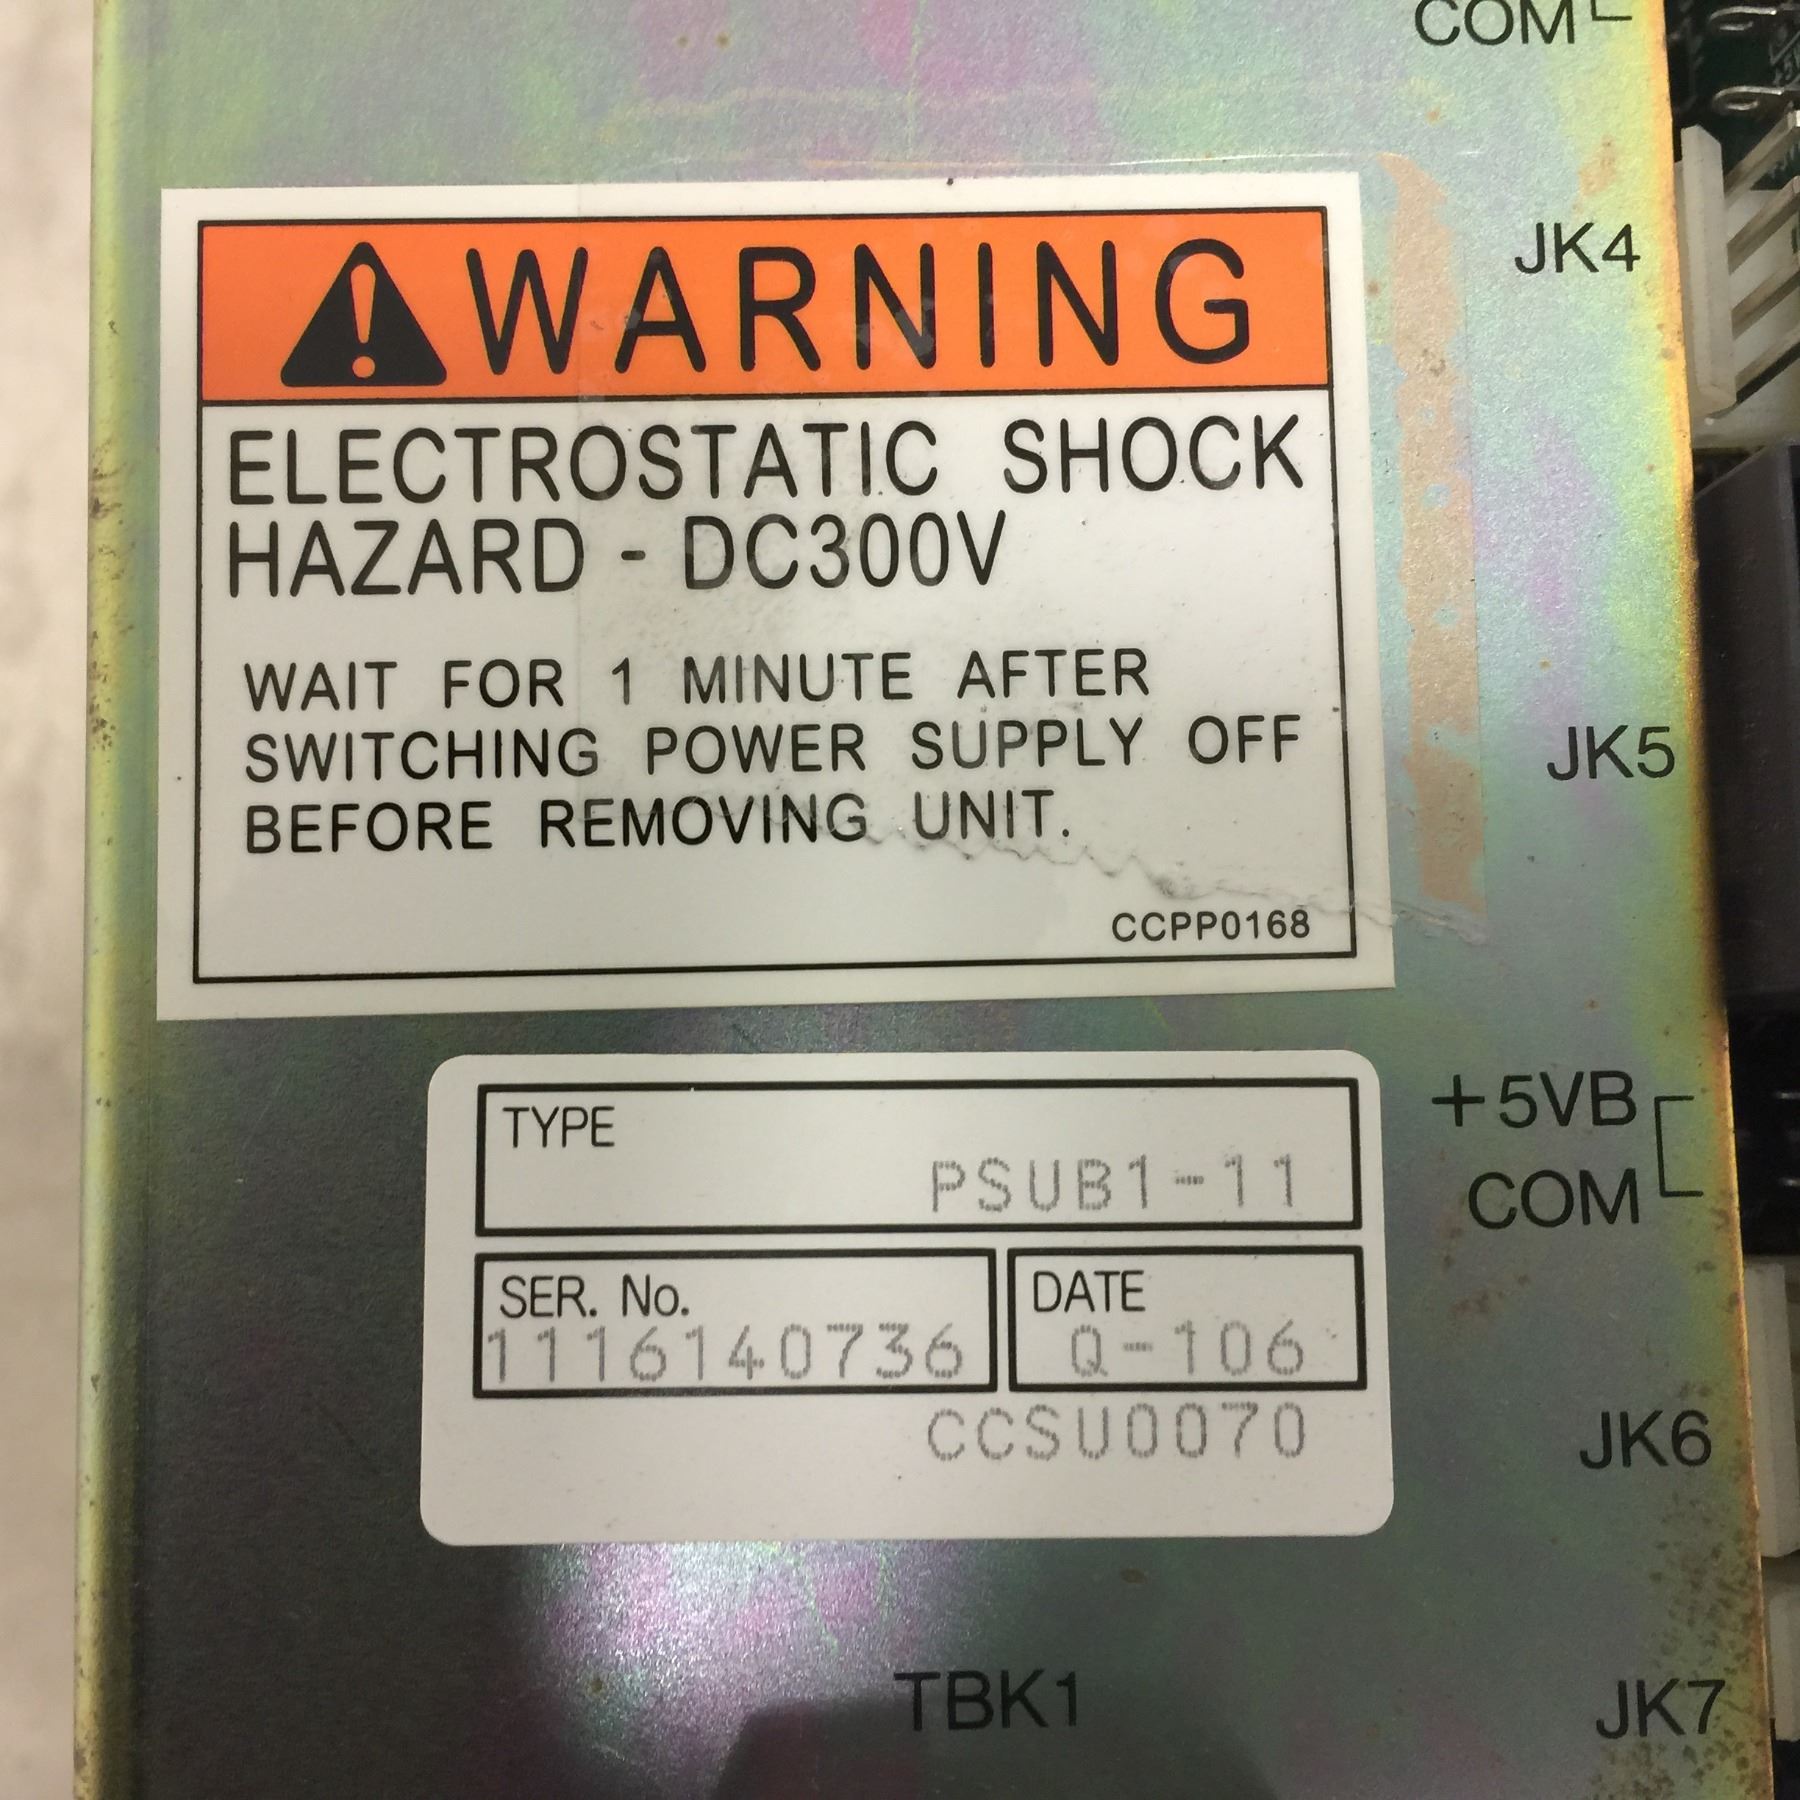 COM
JK4
WARNING
ELECTROSTATIC SHOCK
HAZARD - DC300V
WAIT FOR 1 MINUTE AFTER
SWITCHING POWER SUPPLY OFF
BEFORE REMOVING UNIT.
CCPP0168
JK5
TYPE
PSUB1-11
+5VB
COM
SER. No.
1116140736
DATE
Q-106
CCSU0070
JK6
TBK1
JK7